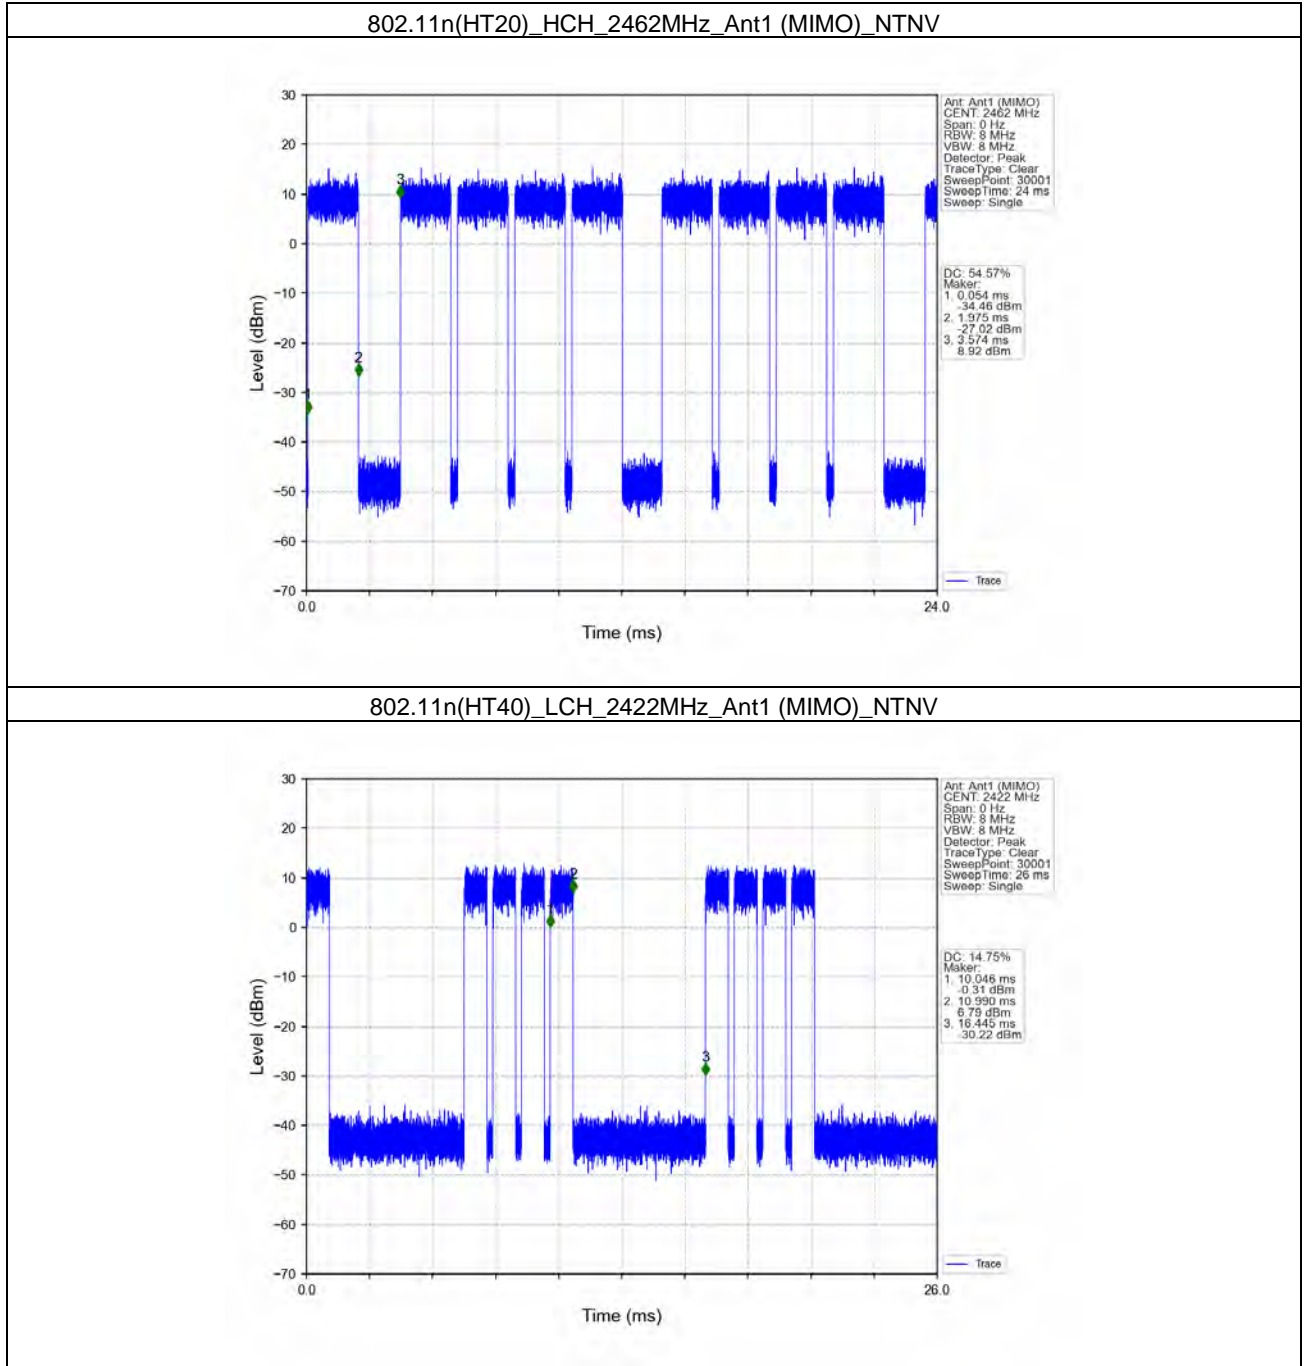 802.11n(HT20)_HCH_2462MHz_Ant1 (MIMO)_NTNV
30
20
10
0
−10
−20
−30
−40
−50
−60
−70
Level (dBm)
1
2
3
0.0
24.0
Time (ms)
Ant: Ant1 (MIMO)
CENT: 2462 MHz
Span: 0 Hz
RBW: 8 MHz
VBW: 8 MHz
Detector: Peak
TraceType: Clear
SweepPoint: 30001
SweepTime: 24 ms
Sweep: Single
DC: 54.57%
Maker:
1. 0.054 ms
-34.46 dBm
2. 1.975 ms
-27.02 dBm
3. 3.574 ms
8.92 dBm
Trace
802.11n(HT40)_LCH_2422MHz_Ant1 (MIMO)_NTNV
30
20
10
0
−10
−20
−30
−40
−50
−60
−70
Level (dBm)
1
2
3
0.0
26.0
Time (ms)
Ant: Ant1 (MIMO)
CENT: 2422 MHz
Span: 0 Hz
RBW: 8 MHz
VBW: 8 MHz
Detector: Peak
TraceType: Clear
SweepPoint: 30001
SweepTime: 26 ms
Sweep: Single
DC: 14.75%
Maker:
1. 10.046 ms
-0.31 dBm
2. 10.990 ms
6.79 dBm
3. 16.445 ms
-30.22 dBm
Trace